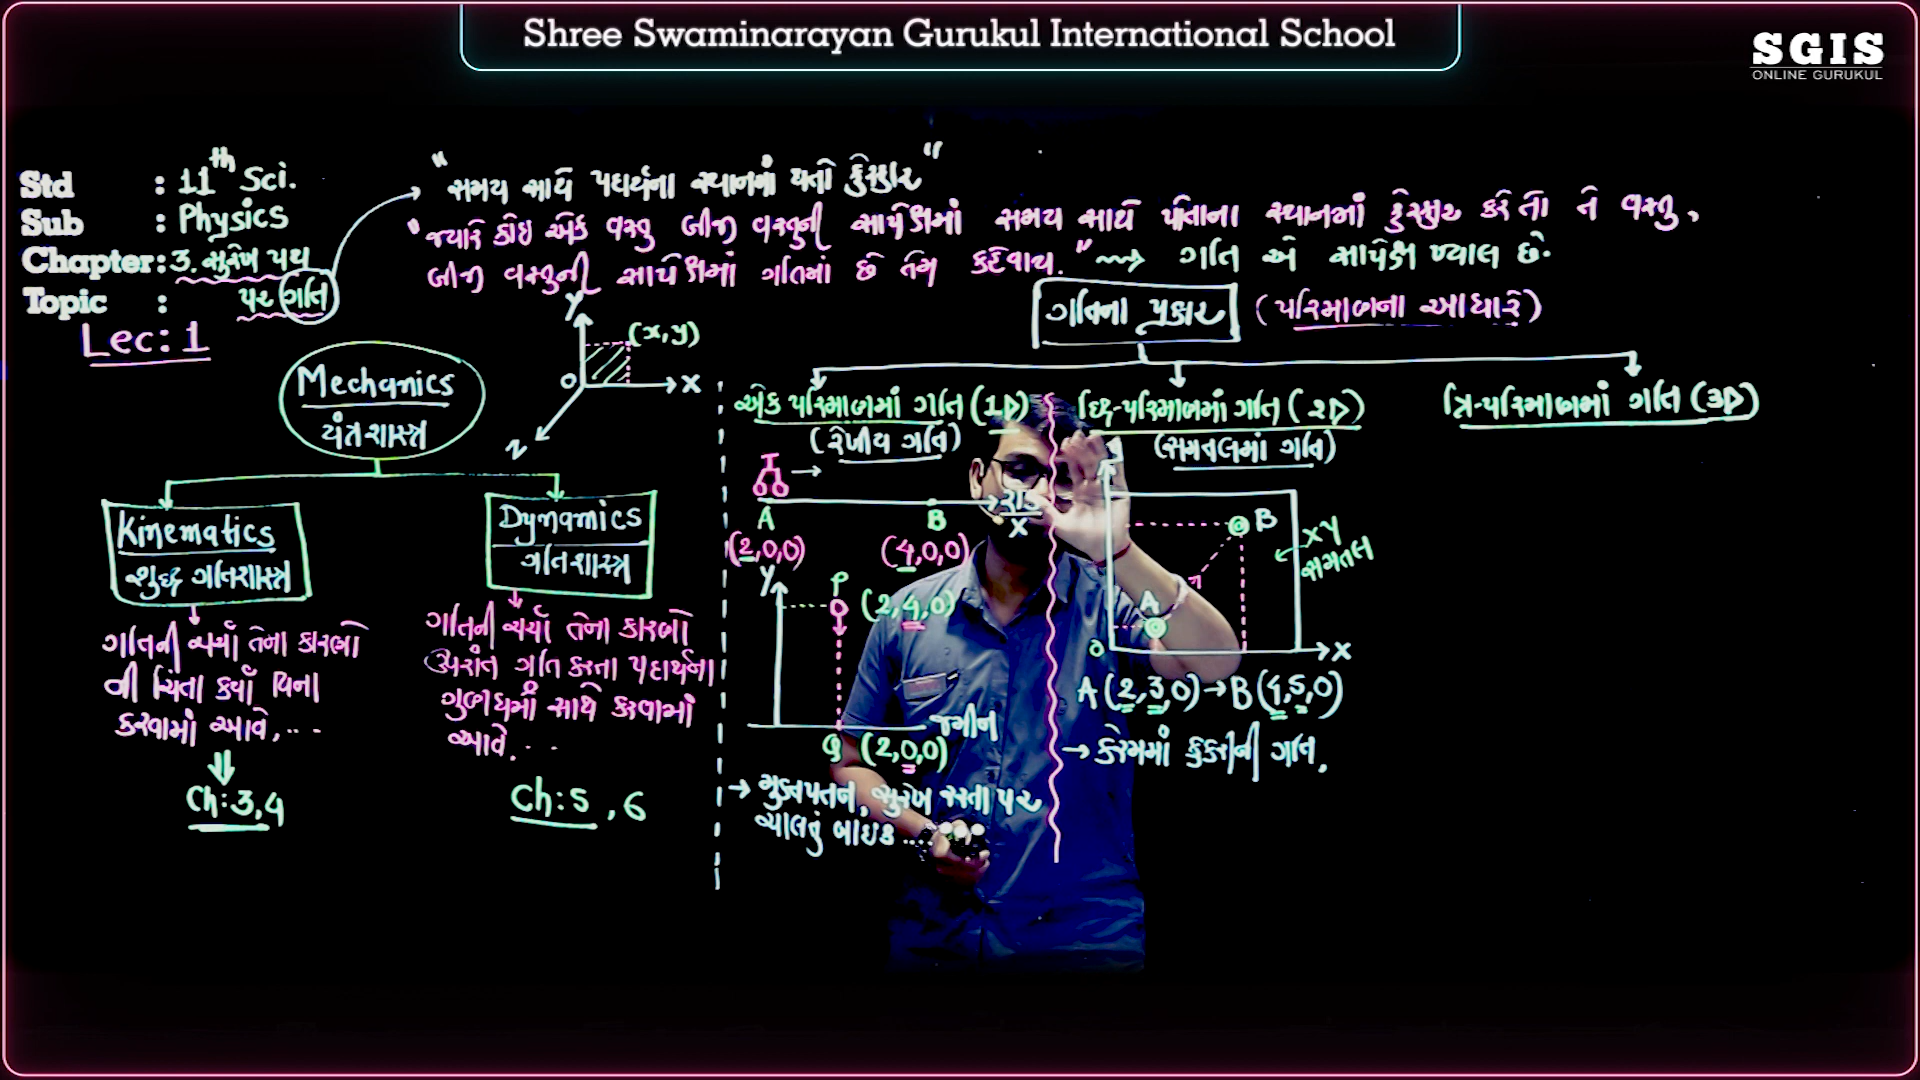 Shree Swaminarayan Gurukul International School
SGIS
ONLINE GURUKUL
Std : 11th Sci.
Sub : Physics
Chapter : 3. સુરેખ પથ
Topic : પર ગતિ
Lec: 1
"સમય સાથે પદાર્થના સ્થાનમાં થતો ફેરફાર"
"જ્યારે કોઇ એક વસ્તુ બીજી વસ્તુની સાપેક્ષમાં સમય સાથે પોતાના સ્થાનમાં ફેરફાર કરે તો તે વસ્તુ,
બીજી વસ્તુની સાપેક્ષમાં ગતિમાં છે તેમ કહેવાય." ⇝ ગતિ એ સાપેક્ષ ખ્યાલ છે.
Mechanics
યંત્રશાસ્ત્ર
Kinematics
શુદ્ધ ગતિશાસ્ત્ર
ગતિની ચર્ચા તેના કારણો
ની ચિંતા કર્યા વિના
કરવામાં આવે,...
Ch: 3,4
Dynamics
ગતિશાસ્ત્ર
ગતિની ચર્ચા તેના કારણો
ઉપરાંત ગતિ કરતા પદાર્થના
ગુણધર્મો સાથે કરવામાં
આવે. ..
Ch: 5 , 6
Y
(x,y)
O
X
Z
ગતિના પ્રકાર (પરિમાણના આધારે)
એક પરિમાણમાં ગતિ (1D)
(રેખીય ગતિ)
A
B
રોડ
X
(2,0,0)
(4,0,0)
Y
P
(2,4,0)
જમીન
Q (2,0,0)
→ મુક્તપતન, સુરેખ રસ્તા પર
ચાલતું બાઇક ....
દ્વિ-પરિમાણમાં ગતિ (2D)
(સમતલમાં ગતિ)
B
XY
સમતલ
A
O
X
A (2,3,0) → B (4,5,0)
→ કેરમમાં કુકરીની ગતિ.
ત્રિ-પરિમાણમાં ગતિ (3D)